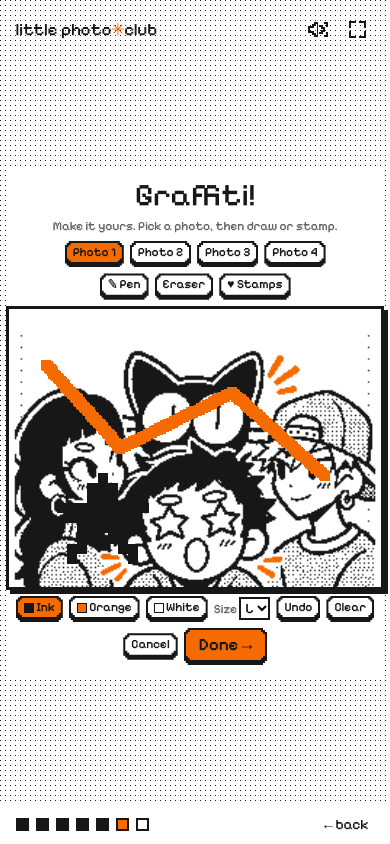 little photo✳club
Graffiti!
Make it yours. Pick a photo, then draw or stamp.
Photo 1 Photo 2 Photo 3 Photo 4
✎ Pen Eraser ♥ Stamps
Ink Orange White Size L Undo Clear
Cancel Done →
←back